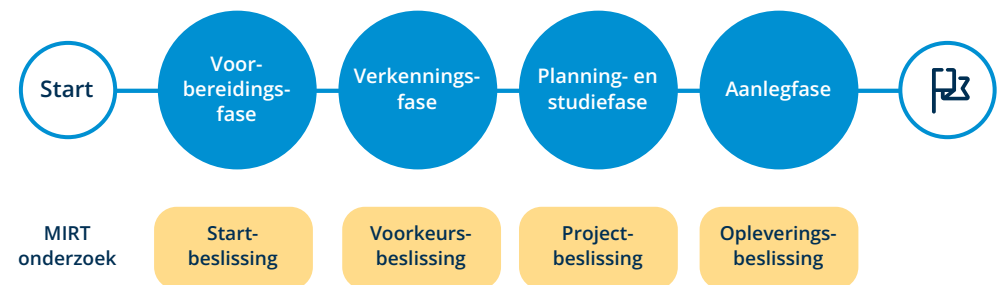 Start
Voor-
bereidings-
fase
Verkennings-
fase
Planning- en
studiefase
Aanlegfase
MIRT
onderzoek
Start-
beslissing
Voorkeurs-
beslissing
Project-
beslissing
Opleverings-
beslissing